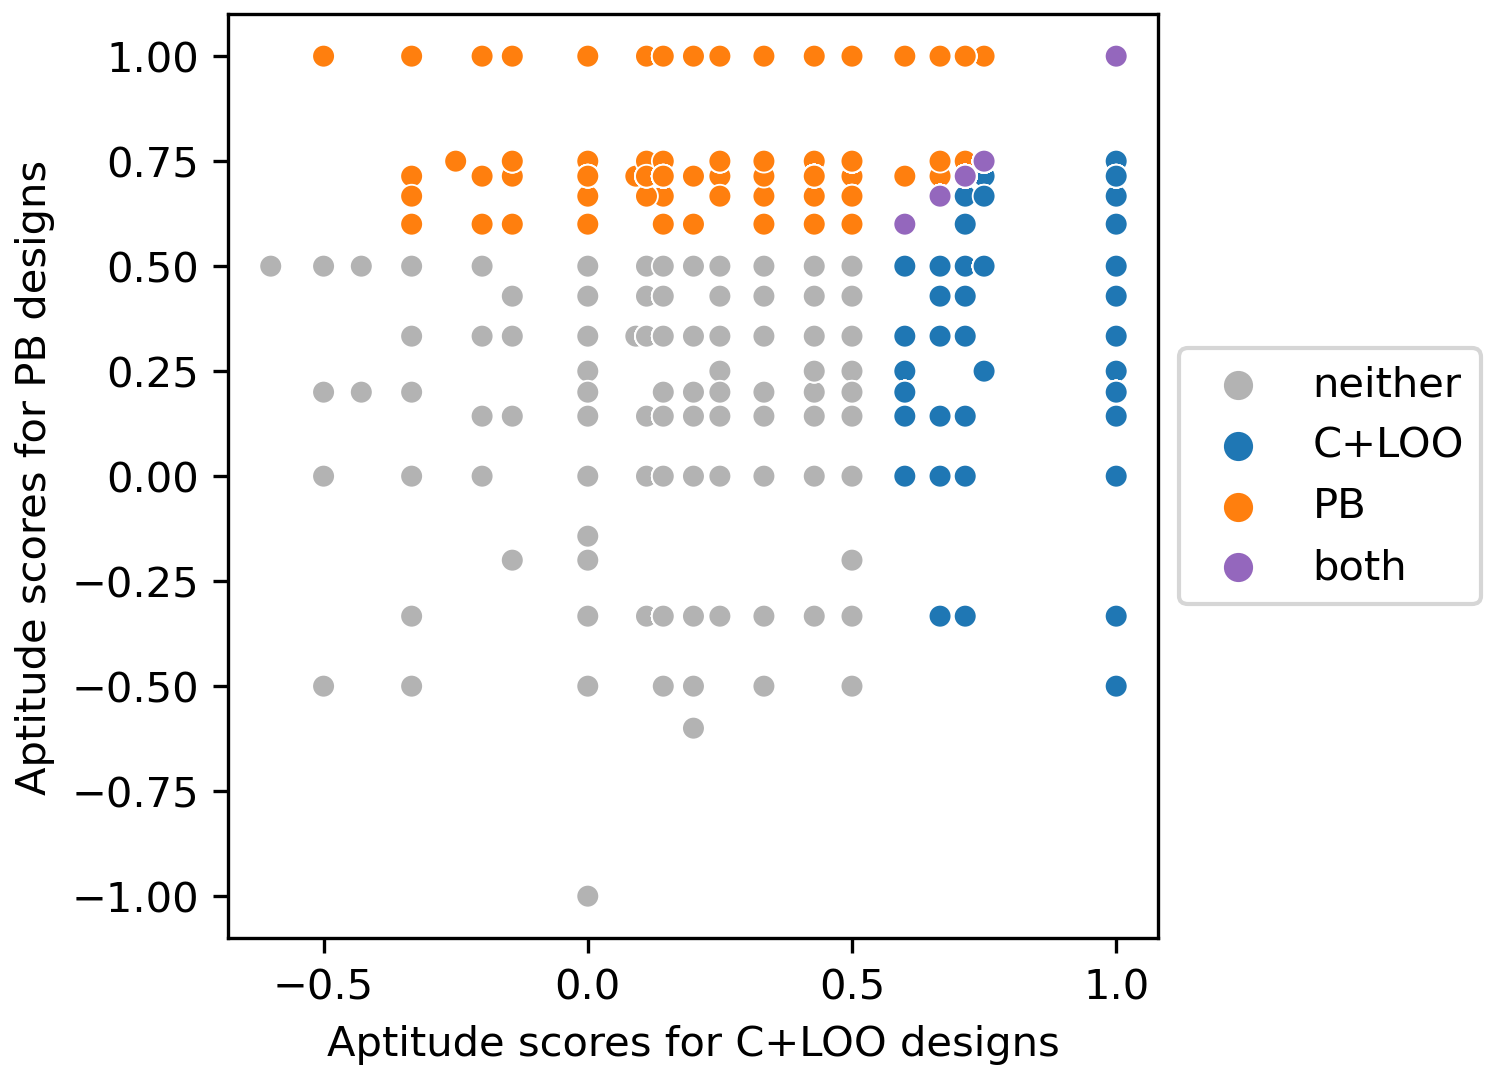 1.00
0.75
0.50
0.25
0.00
−0.25
−0.50
−0.75
−1.00
Aptitude scores for PB designs
−0.5
0.0
0.5
1.0
Aptitude scores for C+LOO designs
neither
C+LOO
PB
both